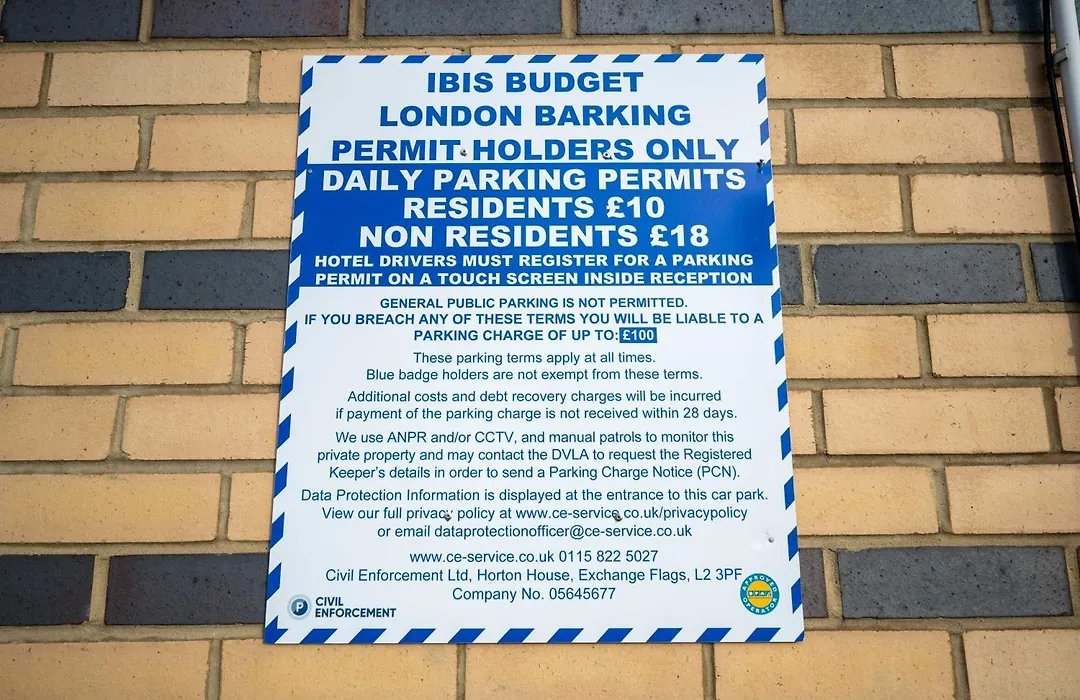 IBIS BUDGET
LONDON BARKING
PERMIT HOLDERS ONLY
DAILY PARKING PERMITS
RESIDENTS £10
NON RESIDENTS £18
HOTEL DRIVERS MUST REGISTER FOR A PARKING
PERMIT ON A TOUCH SCREEN INSIDE RECEPTION
GENERAL PUBLIC PARKING IS NOT PERMITTED.
IF YOU BREACH ANY OF THESE TERMS YOU WILL BE LIABLE TO A
PARKING CHARGE OF UP TO: £100
These parking terms apply at all times.
Blue badge holders are not exempt from these terms.
Additional costs and debt recovery charges will be incurred
if payment of the parking charge is not received within 28 days.
We use ANPR and/or CCTV, and manual patrols to monitor this
private property and may contact the DVLA to request the Registered
Keeper's details in order to send a Parking Charge Notice (PCN).
Data Protection Information is displayed at the entrance to this car park.
View our full privacy policy at www.ce-service.co.uk/privacypolicy
or email dataprotectionofficer@ce-service.co.uk
www.ce-service.co.uk 0115 822 5027
Civil Enforcement Ltd, Horton House, Exchange Flags, L2 3PF
Company No. 05645677
P CIVIL
ENFORCEMENT
APPROVED
BPA
OPERATOR